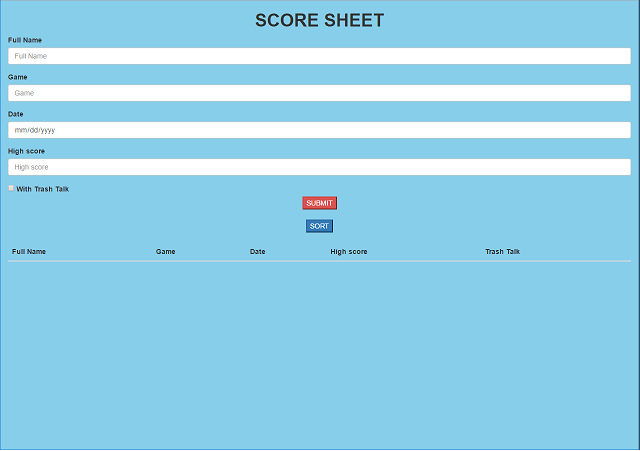 SCORE SHEET
Full Name
Full Name
Game
Game
Date
mm/dd/yyyy
High score
High score
With Trash Talk
SUBMIT
SORT
Full Name Game Date High score Trash Talk